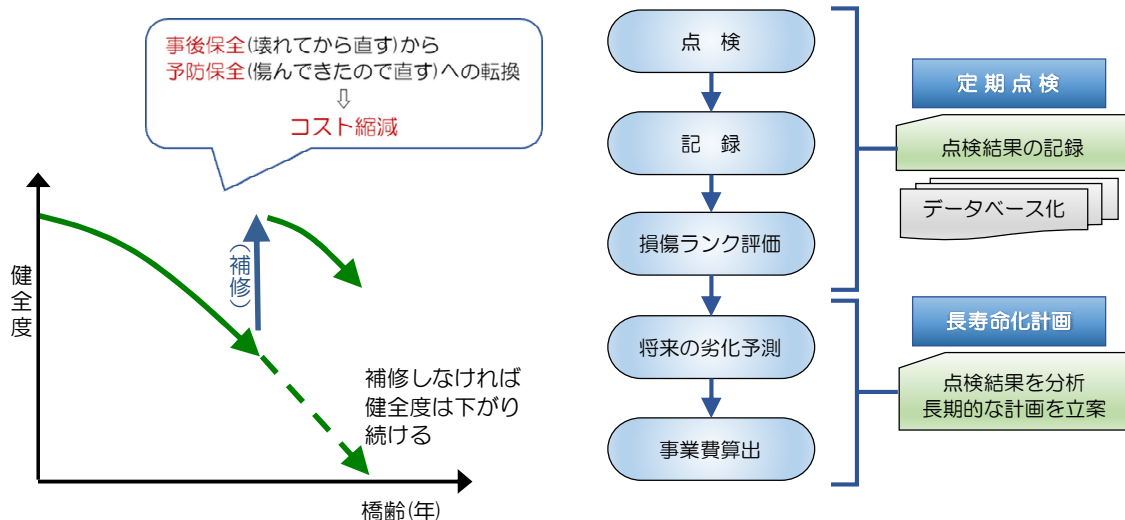 事後保全(壊れてから直す)から
予防保全(傷んできたので直す)への転換
⇩
コスト縮減
健全度
(補修)
補修しなければ
健全度は下がり
続ける
橋齢(年)
点 検
記 録
損傷ランク評価
将来の劣化予測
事業費算出
定期点検
点検結果の記録
データベース化
長寿命化計画
点検結果を分析
長期的な計画を立案